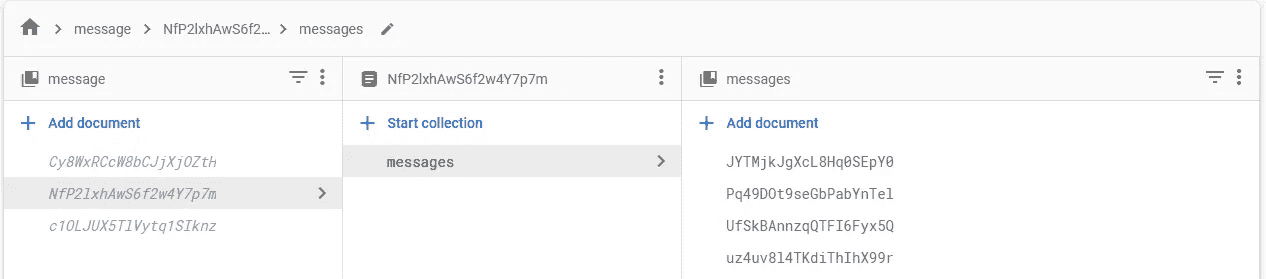 message NfP2lxhAwS6f2... messages
message
NfP2lxhAwS6f2w4Y7p7m
messages
Add document
Start collection
Add document
Cy8WxRCcW8bCJjXjOZtH
messages
JYTMjkJgXcL8Hq0SEpY0
NfP2lxhAwS6f2w4Y7p7m
Pq49DOt9seGbPabYnTel
c1OLJUX5TlVytq1SIknz
UfSkBAnnzqQTFI6Fyx5Q
uz4uv8l4TKdiThIhX99r